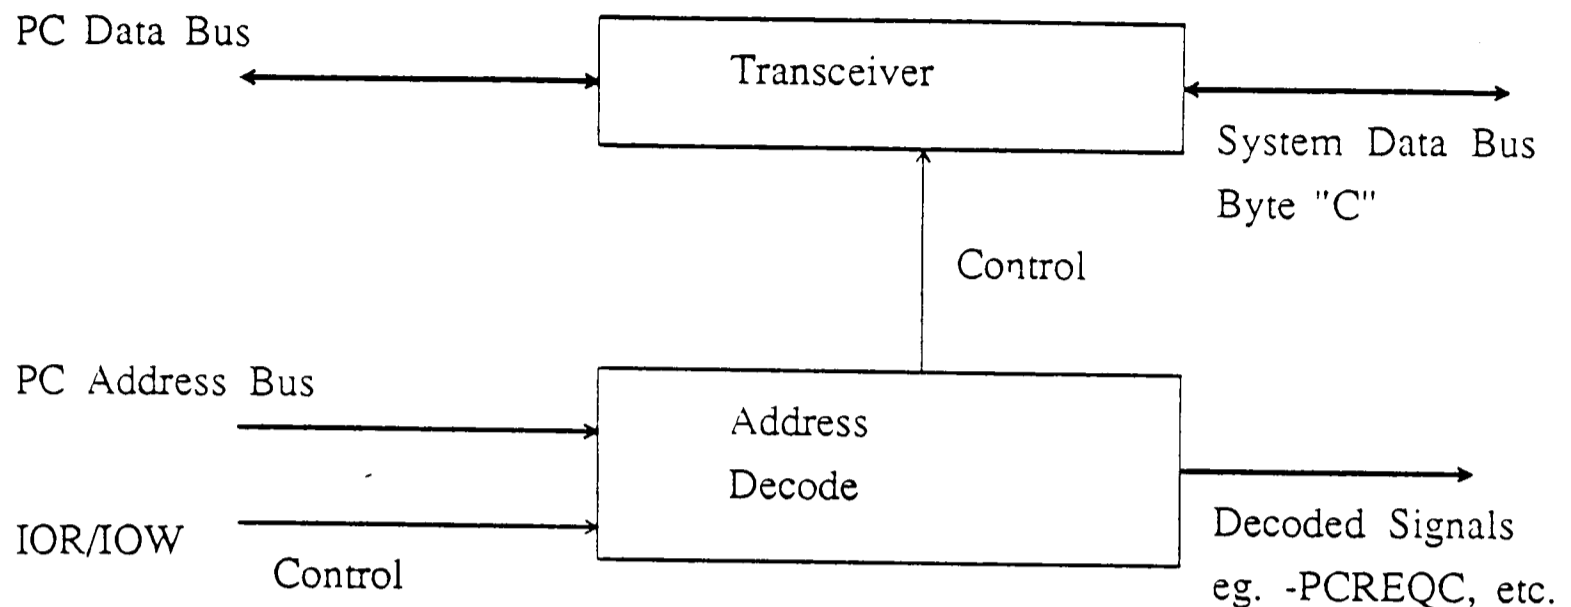 PC Data Bus
Transceiver
System Data Bus
Byte "C"
Control
PC Address Bus
Address
Decode
IOR/IOW
Control
Decoded Signals
eg. -PCREQC, etc.